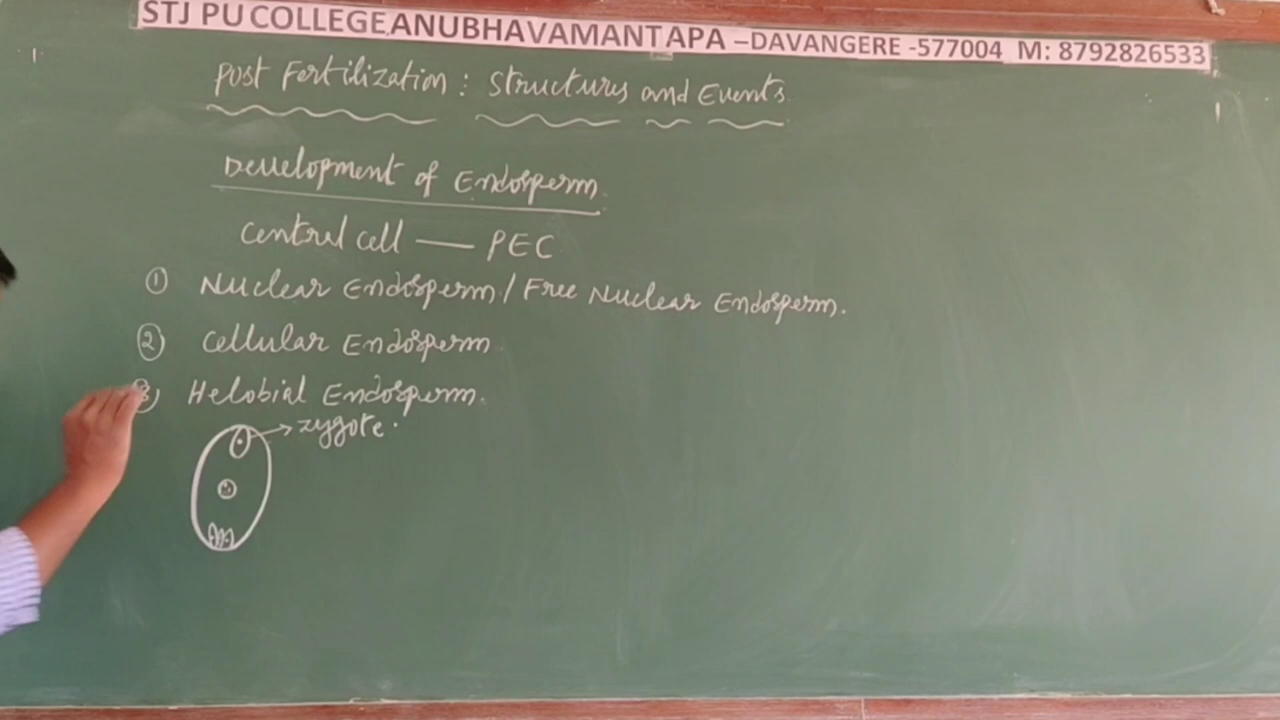 STJ PU COLLEGE ANUBHAVAMANTAPA –DAVANGERE -577004 M: 8792826533
Post Fertilization : Structures and Events
Development of Endosperm
Central cell — PEC
① Nuclear Endosperm / Free Nuclear Endosperm.
② Cellular Endosperm
③ Helobial Endosperm.
→ zygote.